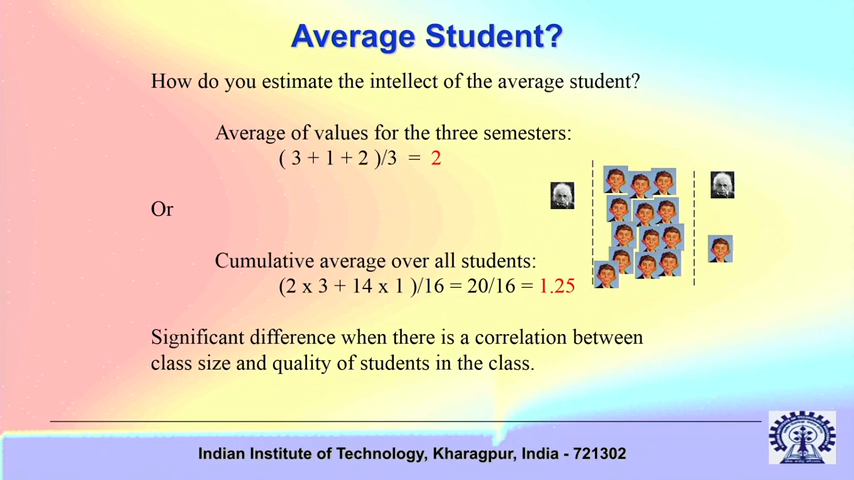 Average Student?
How do you estimate the intellect of the average student?
Average of values for the three semesters:
( 3 + 1 + 2 )/3 = 2
Or
Cumulative average over all students:
(2 x 3 + 14 x 1 )/16 = 20/16 = 1.25
Significant difference when there is a correlation between
class size and quality of students in the class.
Indian Institute of Technology, Kharagpur, India - 721302